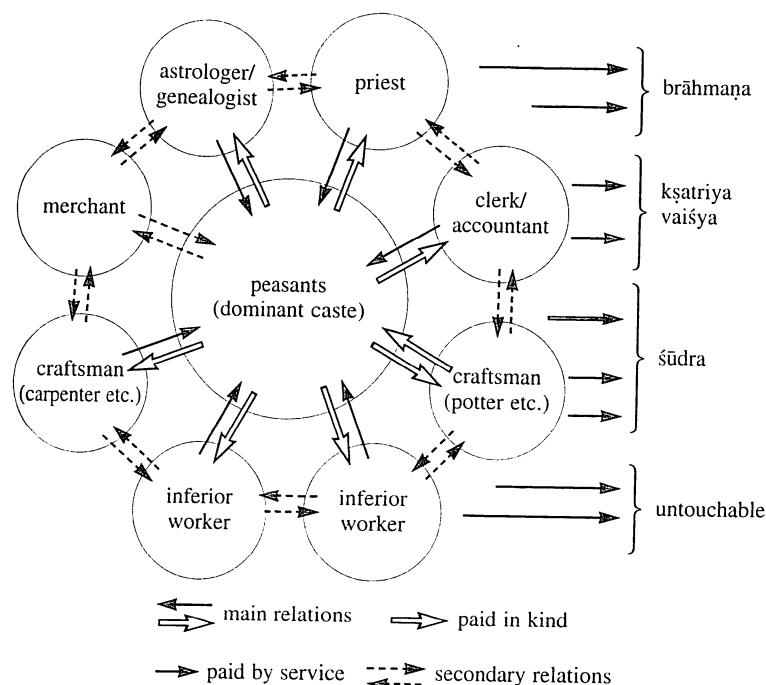 astrologer/
genealogist
priest
brāhmaṇa
merchant
clerk/
accountant
kṣatriya
vaiśya
peasants
(dominant caste)
craftsman
(carpenter etc.)
craftsman
(potter etc.)
śūdra
inferior
worker
inferior
worker
untouchable
main relations
paid in kind
paid by service
secondary relations